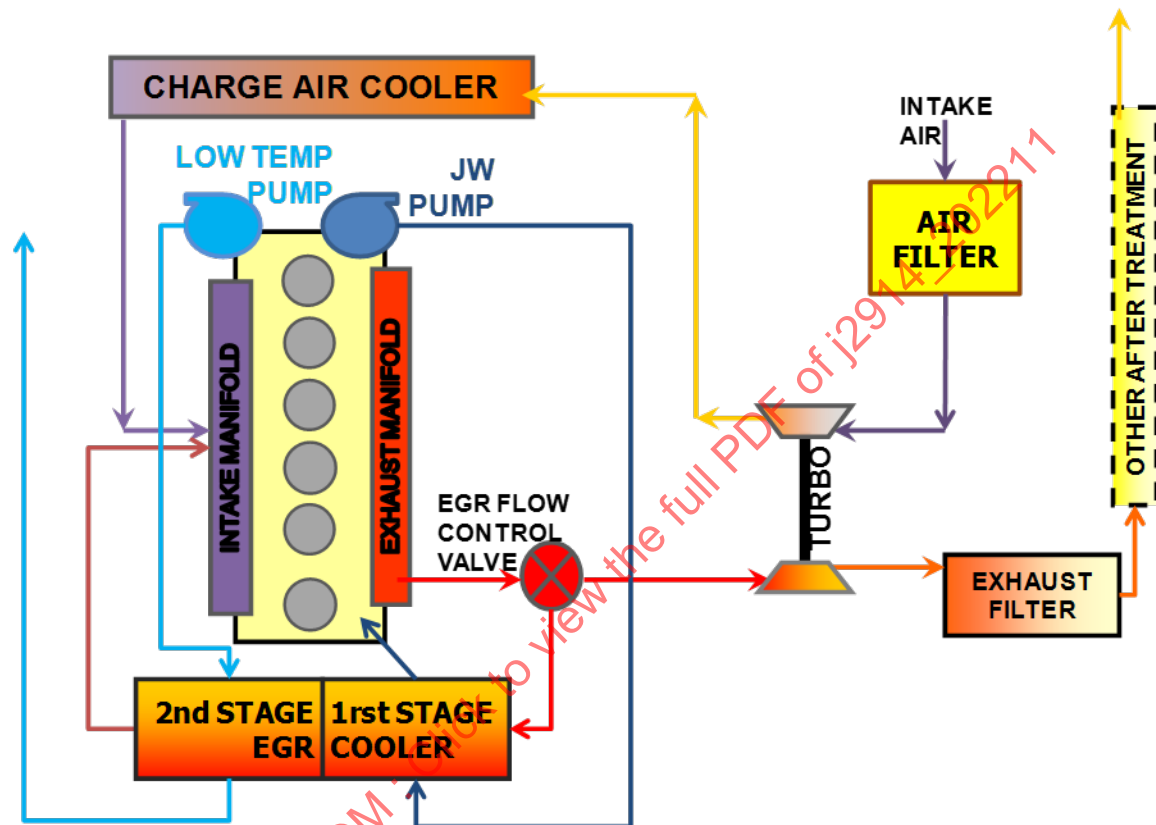 CHARGE AIR COOLER
INTAKE
AIR
LOW TEMP
PUMP
JW
PUMP
AIR
FILTER
OTHER AFTER TREATMENT
INTAKE MANIFOLD
EXHAUST MANIFOLD
EGR FLOW
CONTROL
VALVE
TURBO
EXHAUST
FILTER
2nd STAGE
EGR
1rst STAGE
COOLER
M - Click to view the full PDF of j2914_202211